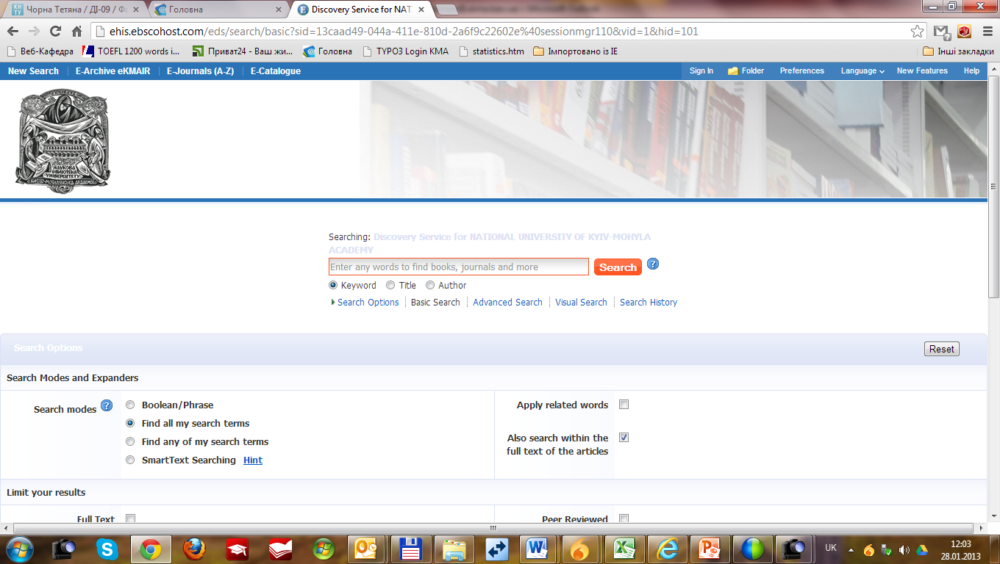 Чорна Тетяна / ДІ-09 / Фа
Головна
Discovery Service for NAT
ehis.ebscohost.com/eds/search/basic?sid=13caad49-044a-411e-810d-2a6f9c22602e%40sessionmgr110&vid=1&hid=101
Веб-Кафедра
TOEFL 1200 words i...
Приват24 - Ваш жи...
Головна
TYPO3 Login KMA
statistics.htm
Імпортовано із IE
Інші закладки
New Search
E-Archive eKMAIR
E-Journals (A-Z)
E-Catalogue
Sign In
Folder
Preferences
Language
New Features
Help
НАУКОВА
БІБЛІОТЕКА
УНІВЕРСИТЕТУ
Searching: Discovery Service for NATIONAL UNIVERSITY OF KYIV-MOHYLA
ACADEMY
Enter any words to find books, journals and more
Search
Keyword
Title
Author
Search Options
Basic Search
Advanced Search
Visual Search
Search History
Search Options
Reset
Search Modes and Expanders
Search modes
Boolean/Phrase
Find all my search terms
Find any of my search terms
SmartText Searching Hint
Apply related words
Also search within the
full text of the articles
Limit your results
Full Text
Peer Reviewed
UK
12:03
28.01.2013